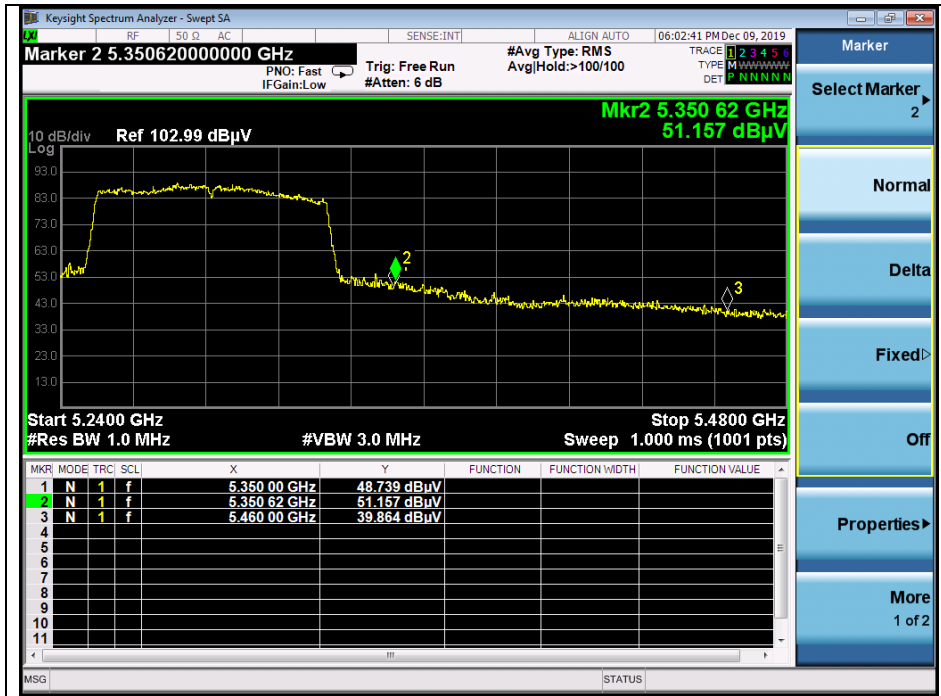 Keysight Spectrum Analyzer - Swept SA
LXI RF 50 Ω AC SENSE:INT ALIGN AUTO 06:02:41 PM Dec 09, 2019
Marker 2 5.350620000000 GHz
PNO: Fast
IFGain:Low
Trig: Free Run
#Atten: 6 dB
#Avg Type: RMS
Avg|Hold:>100/100
TRACE 1 2 3 4 5 6
TYPE M WWWWW
DET P N N N N N
Mkr2 5.350 62 GHz
51.157 dBµV
10 dB/div Ref 102.99 dBµV
Log
93.0
83.0
73.0
63.0
53.0
43.0
33.0
23.0
13.0
2
3
Start 5.2400 GHz Stop 5.4800 GHz
#Res BW 1.0 MHz #VBW 3.0 MHz Sweep 1.000 ms (1001 pts)
MKR MODE TRC SCL X Y FUNCTION FUNCTION WIDTH FUNCTION VALUE
1 N 1 f 5.350 00 GHz 48.739 dBµV
2 N 1 f 5.350 62 GHz 51.157 dBµV
3 N 1 f 5.460 00 GHz 39.864 dBµV
4
5
6
7
8
9
10
11
MSG STATUS
Marker
Select Marker
2
Normal
Delta
Fixed
Off
Properties
More
1 of 2